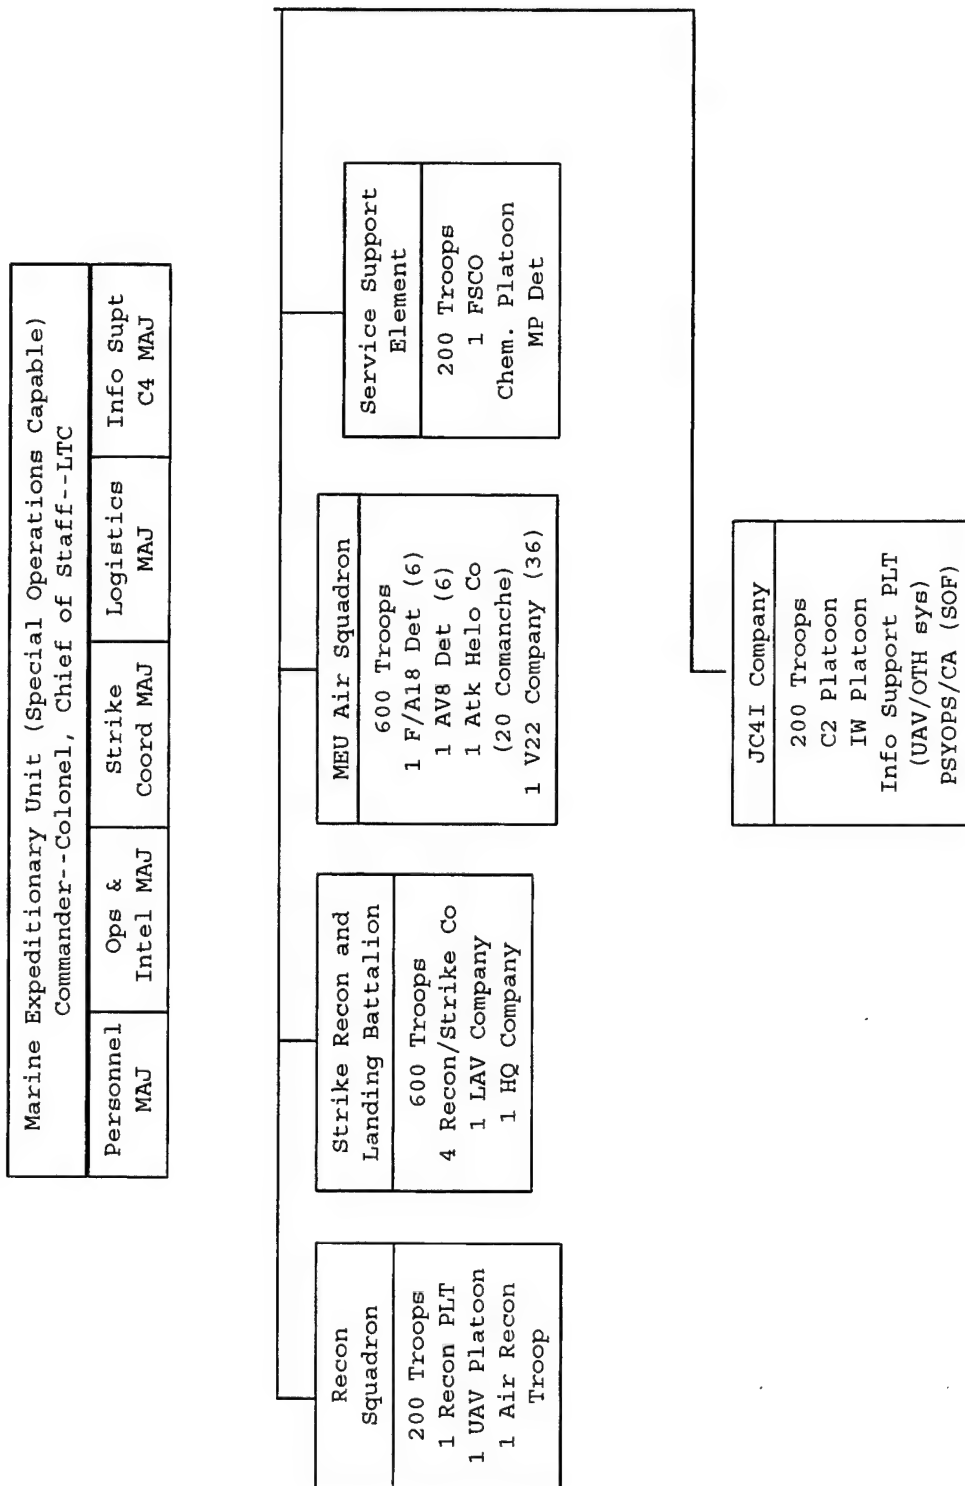 Marine Expeditionary Unit (Special Operations Capable)
Commander--Colonel, Chief of Staff--LTC
Personnel
MAJ
Ops &
Intel MAJ
Strike
Coord MAJ
Logistics
MAJ
Info Supt
C4 MAJ
Recon
Squadron
200 Troops
1 Recon PLT
1 UAV Platoon
1 Air Recon
Troop
Strike Recon and
Landing Battalion
600 Troops
4 Recon/Strike Co
1 LAV Company
1 HQ Company
MEU Air Squadron
600 Troops
1 F/A18 Det (6)
1 AV8 Det (6)
1 Atk Helo Co
(20 Comanche)
1 V22 Company (36)
Service Support
Element
200 Troops
1 FSCO
Chem. Platoon
MP Det
JC4I Company
200 Troops
C2 Platoon
IW Platoon
Info Support PLT
(UAV/OTH sys)
PSYOPS/CA (SOF)